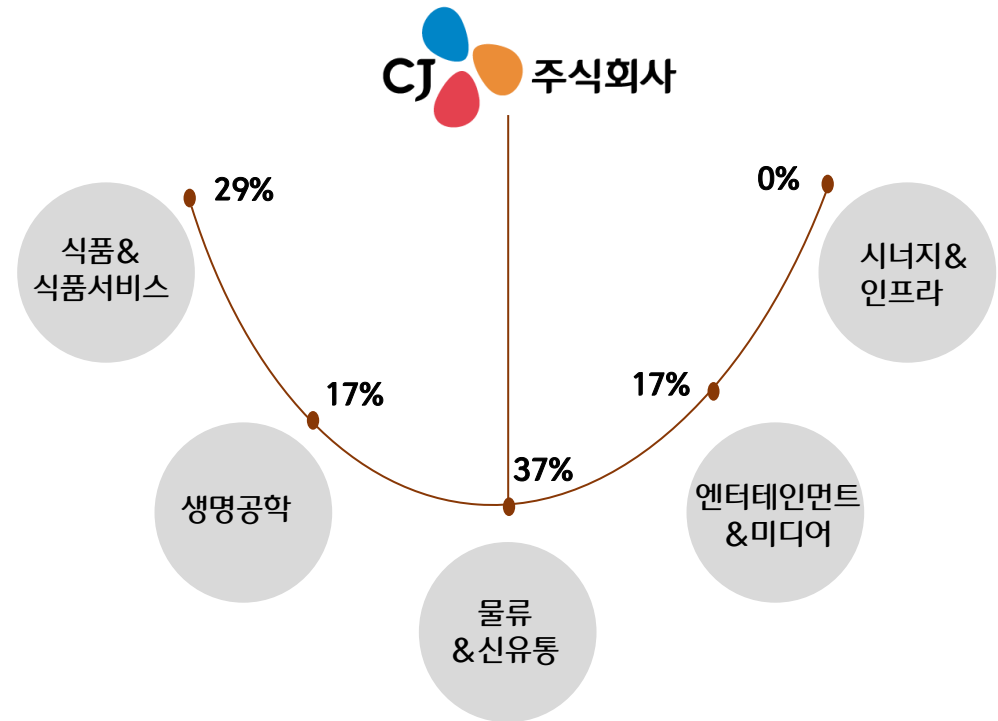 CJ 주식회사
29%
식품&
식품서비스
17%
생명공학
37%
물류
&신유통
17%
엔터테인먼트
&미디어
0%
시너지&
인프라